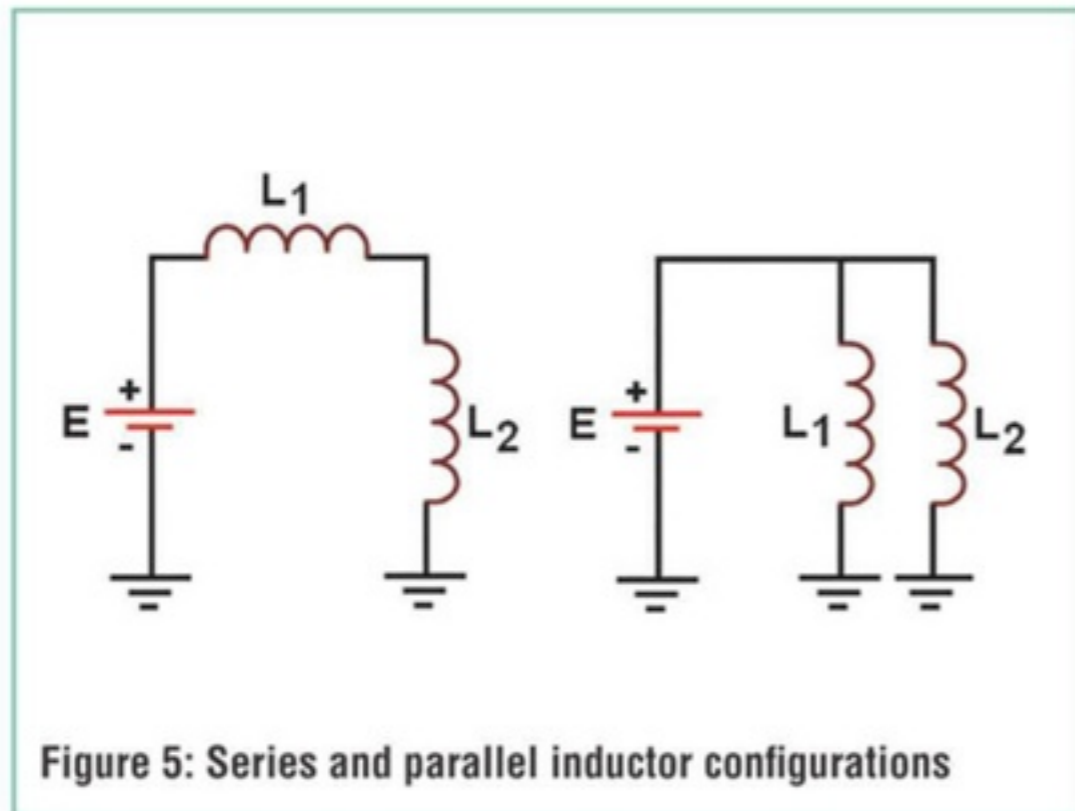 L1
+
E
-
L2
+
E
-
L1
L2
Figure 5: Series and parallel inductor configurations